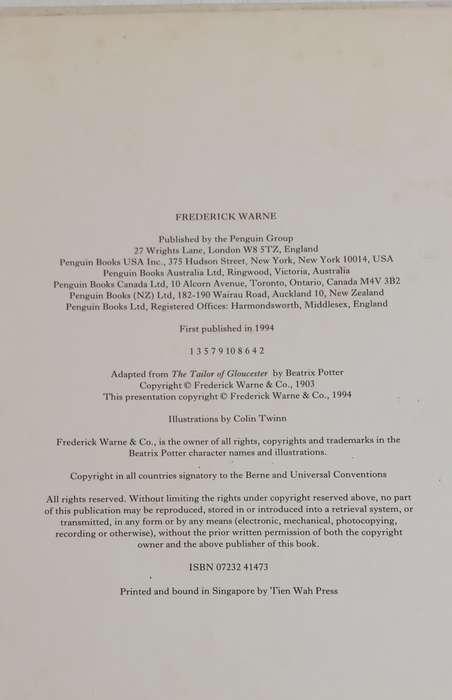 FREDERICK WARNE
Published by the Penguin Group
27 Wrights Lane, London W8 5TZ, England
Penguin Books USA Inc., 375 Hudson Street, New York, New York 10014, USA
Penguin Books Australia Ltd, Ringwood, Victoria, Australia
Penguin Books Canada Ltd, 10 Alcorn Avenue, Toronto, Ontario, Canada M4V 3B2
Penguin Books (NZ) Ltd, 182-190 Wairau Road, Auckland 10, New Zealand
Penguin Books Ltd, Registered Offices: Harmondsworth, Middlesex, England
First published in 1994
1 3 5 7 9 10 8 6 4 2
Adapted from The Tailor of Gloucester by Beatrix Potter
Copyright © Frederick Warne & Co., 1903
This presentation copyright © Frederick Warne & Co., 1994
Illustrations by Colin Twinn
Frederick Warne & Co., is the owner of all rights, copyrights and trademarks in the
Beatrix Potter character names and illustrations.
Copyright in all countries signatory to the Berne and Universal Conventions
All rights reserved. Without limiting the rights under copyright reserved above, no part
of this publication may be reproduced, stored in or introduced into a retrieval system, or
transmitted, in any form or by any means (electronic, mechanical, photocopying,
recording or otherwise), without the prior written permission of both the copyright
owner and the above publisher of this book.
ISBN 07232 41473
Printed and bound in Singapore by Tien Wah Press